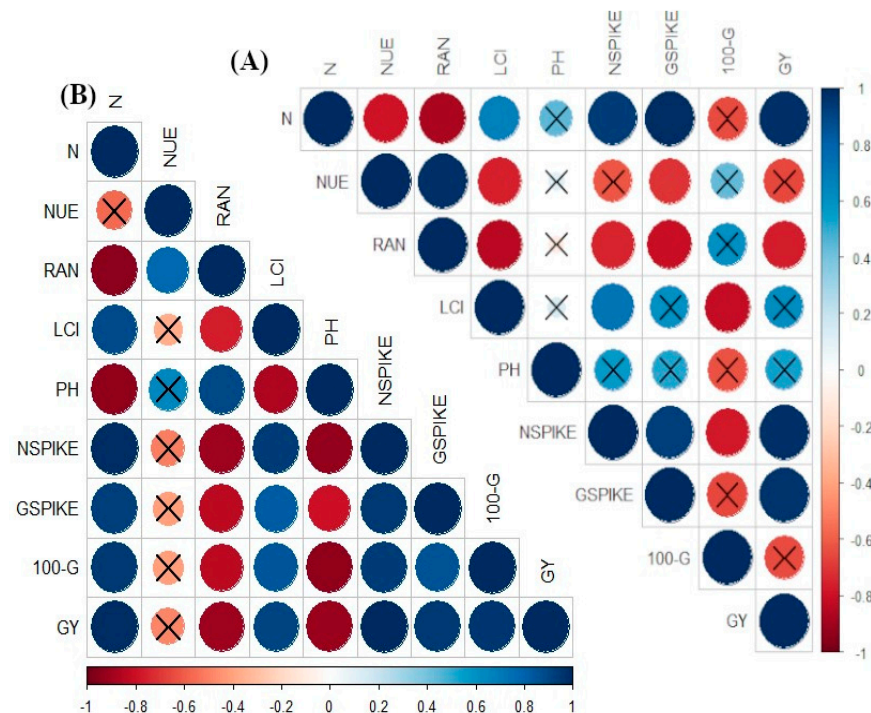 (A)
N NUE RAN LCI PH NSPIKE GSPIKE 100-G GY
N
NUE
RAN
LCI
PH
NSPIKE
GSPIKE
100-G
GY
1
0.8
0.6
0.4
0.2
0
-0.2
-0.4
-0.6
-0.8
-1
(B)
N
NUE
RAN
LCI
PH
NSPIKE
GSPIKE
100-G
GY
N
NUE
RAN
LCI
PH
NSPIKE
GSPIKE
100-G
GY
-1 -0.8 -0.6 -0.4 -0.2 0 0.2 0.4 0.6 0.8 1